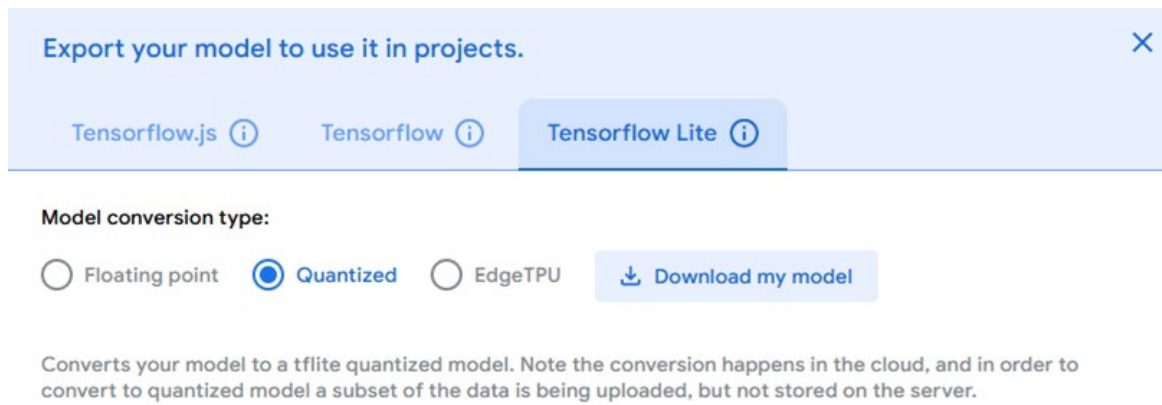 Export your model to use it in projects.
Tensorflow.js Tensorflow Tensorflow Lite
Model conversion type:
Floating point Quantized EdgeTPU Download my model
Converts your model to a tflite quantized model. Note the conversion happens in the cloud, and in order to
convert to quantized model a subset of the data is being uploaded, but not stored on the server.